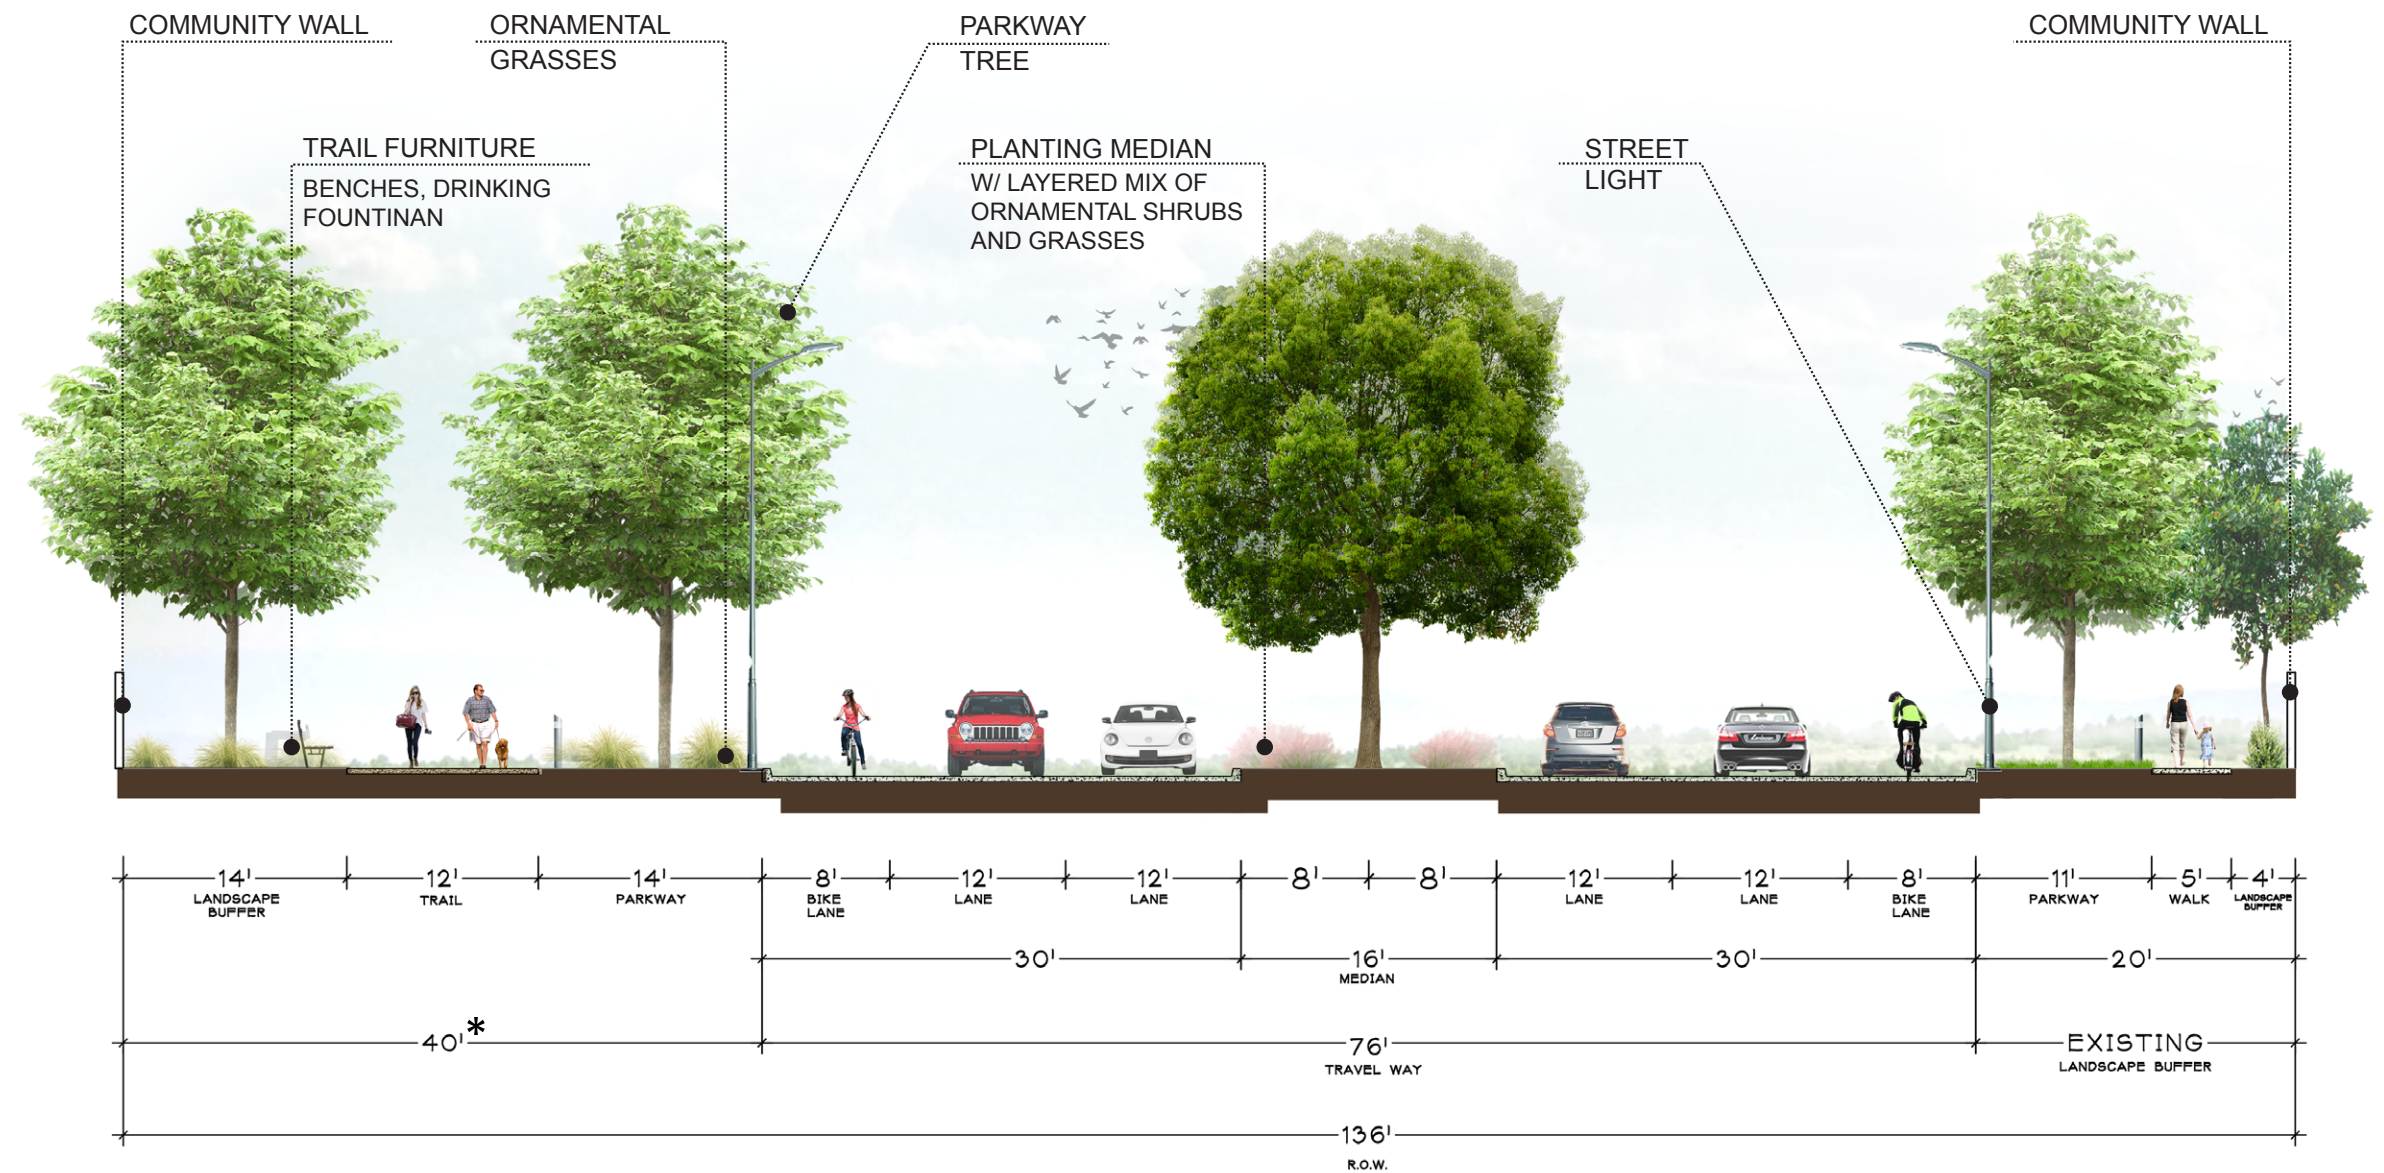 COMMUNITY WALL
ORNAMENTAL
GRASSES
PARKWAY
TREE
COMMUNITY WALL
TRAIL FURNITURE
BENCHES, DRINKING
FOUNTINAN
PLANTING MEDIAN
W/ LAYERED MIX OF
ORNAMENTAL SHRUBS
AND GRASSES
STREET
LIGHT
14'
LANDSCAPE
BUFFER
12'
TRAIL
14'
PARKWAY
8'
BIKE
LANE
12'
LANE
12'
LANE
8'
8'
12'
LANE
12'
LANE
8'
BIKE
LANE
11'
PARKWAY
5'
WALK
4'
LANDSCAPE
BUFFER
30'
16'
MEDIAN
30'
20'
40'*
76'
TRAVEL WAY
EXISTING
LANDSCAPE BUFFER
136'
R.O.W.